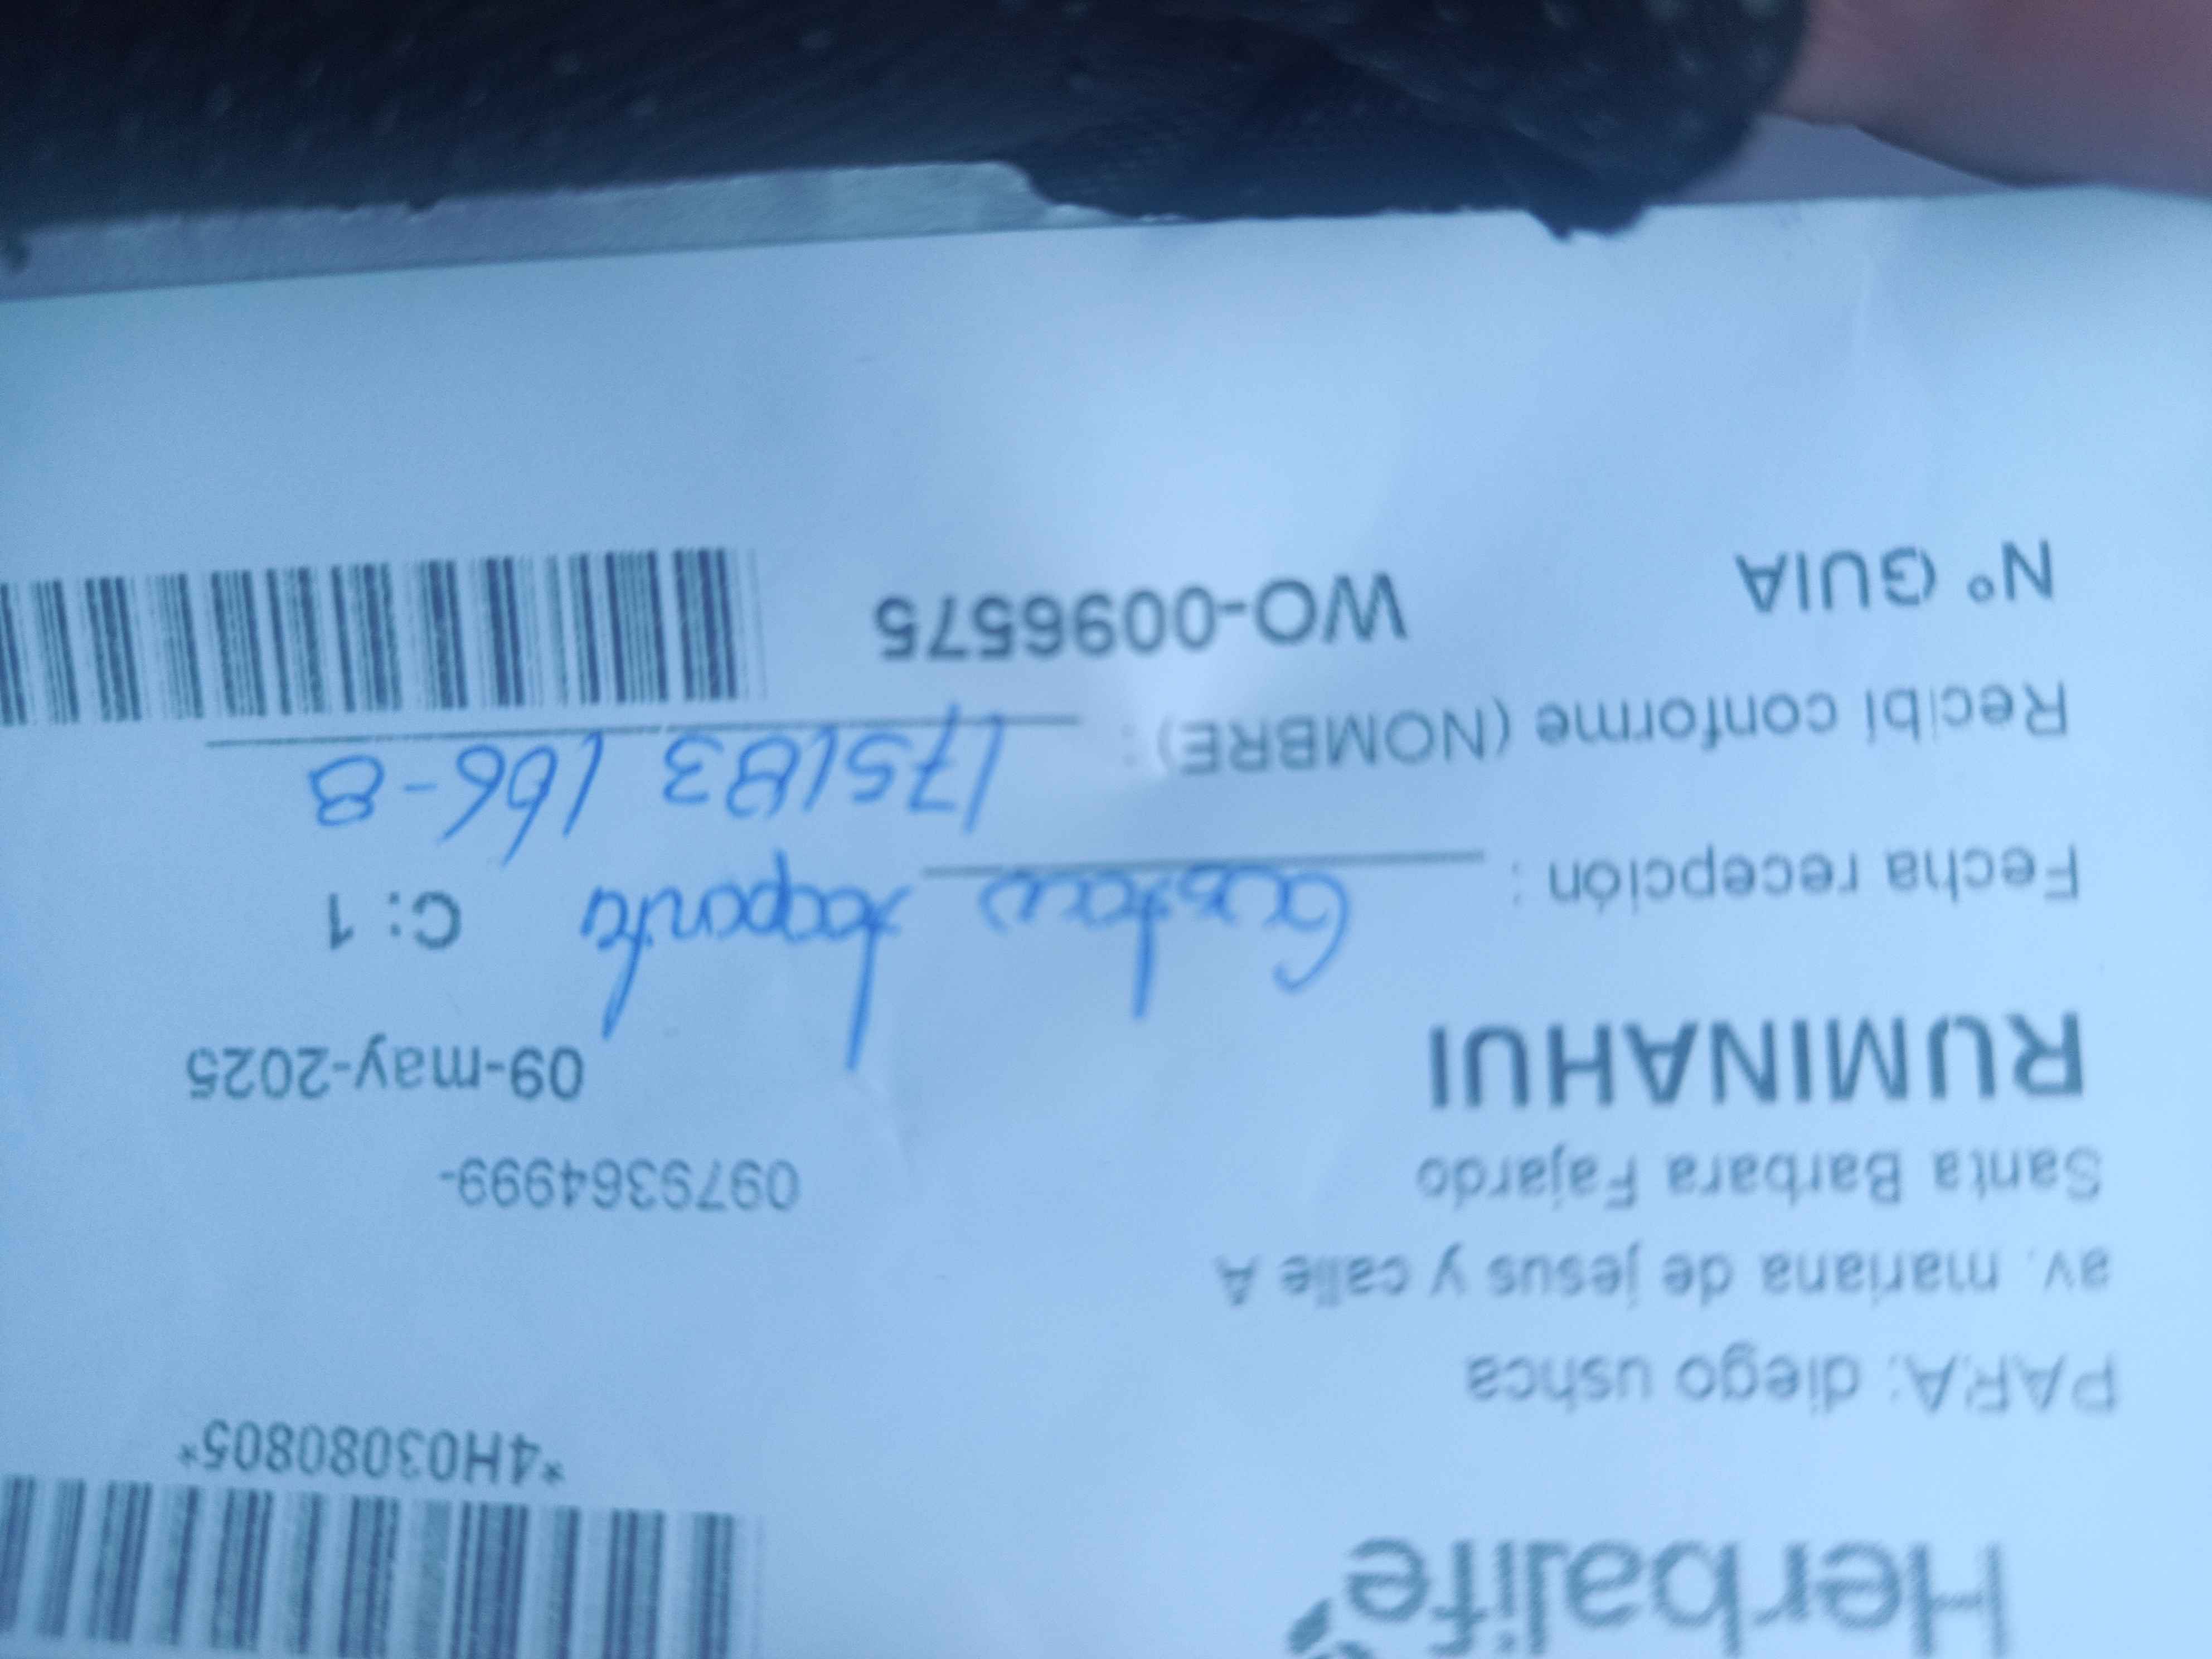 Herbalife
*4H03080805*
PARA: diego ushca
av. mariana de jesus y calle A
Santa Barbara Fajardo 0979364999-
RUMINAHUI 09-may-2025
Fecha recepción : C: 1
Recibi conforme (NOMBRE) : 175183166-8
Nº GUIA WO-0096575